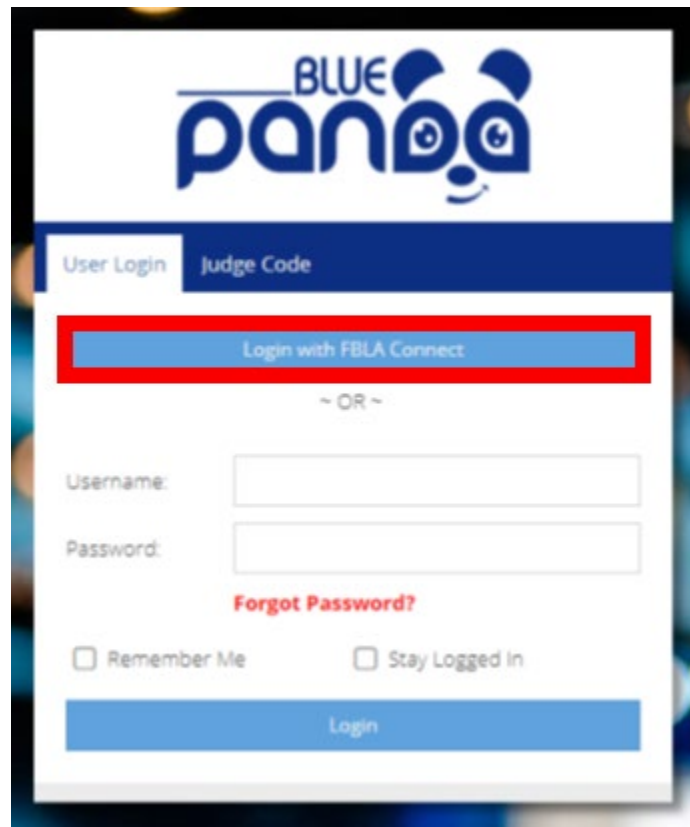 BLUE
panda
User Login Judge Code
Login with FBLA Connect
~ OR ~
Username:
Password:
Forgot Password?
Remember Me Stay Logged In
Login